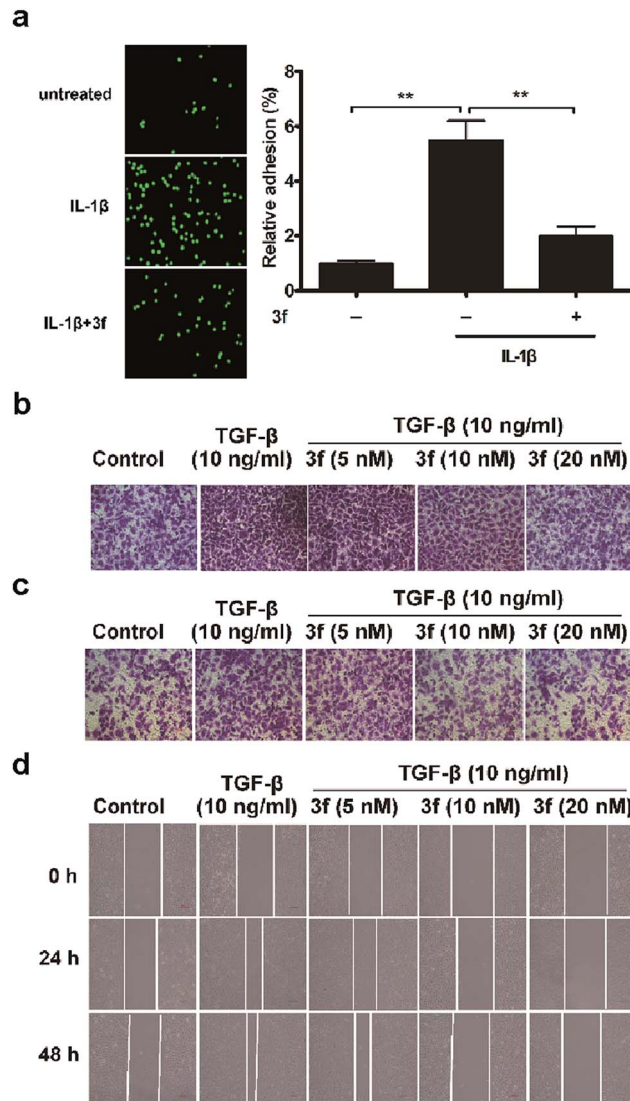 a
untreated
IL-1β
IL-1β+3f
Relative adhesion (%)
8
6
4
2
0
**
**
3f
–
–
+
IL-1β
b
Control
TGF-β
(10 ng/ml)
TGF-β (10 ng/ml)
3f (5 nM)
3f (10 nM)
3f (20 nM)
c
Control
TGF-β
(10 ng/ml)
TGF-β (10 ng/ml)
3f (5 nM)
3f (10 nM)
3f (20 nM)
d
Control
TGF-β
(10 ng/ml)
TGF-β (10 ng/ml)
3f (5 nM)
3f (10 nM)
3f (20 nM)
0 h
24 h
48 h